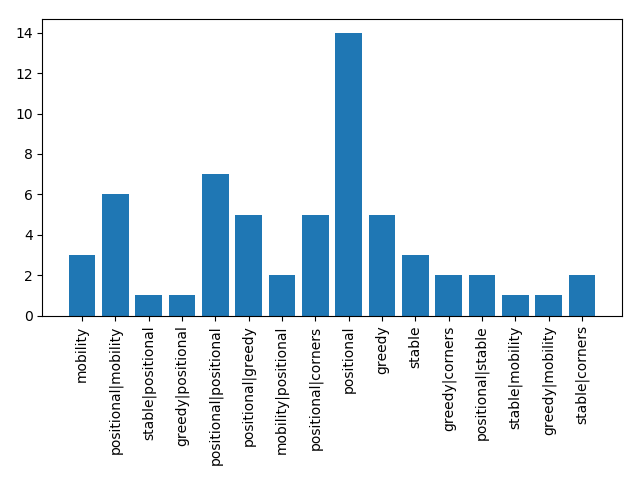 14
12
10
8
6
4
2
0
mobility
positional|mobility
stable|positional
greedy|positional
positional|positional
positional|greedy
mobility|positional
positional|corners
positional
greedy
stable
greedy|corners
positional|stable
stable|mobility
greedy|mobility
stable|corners